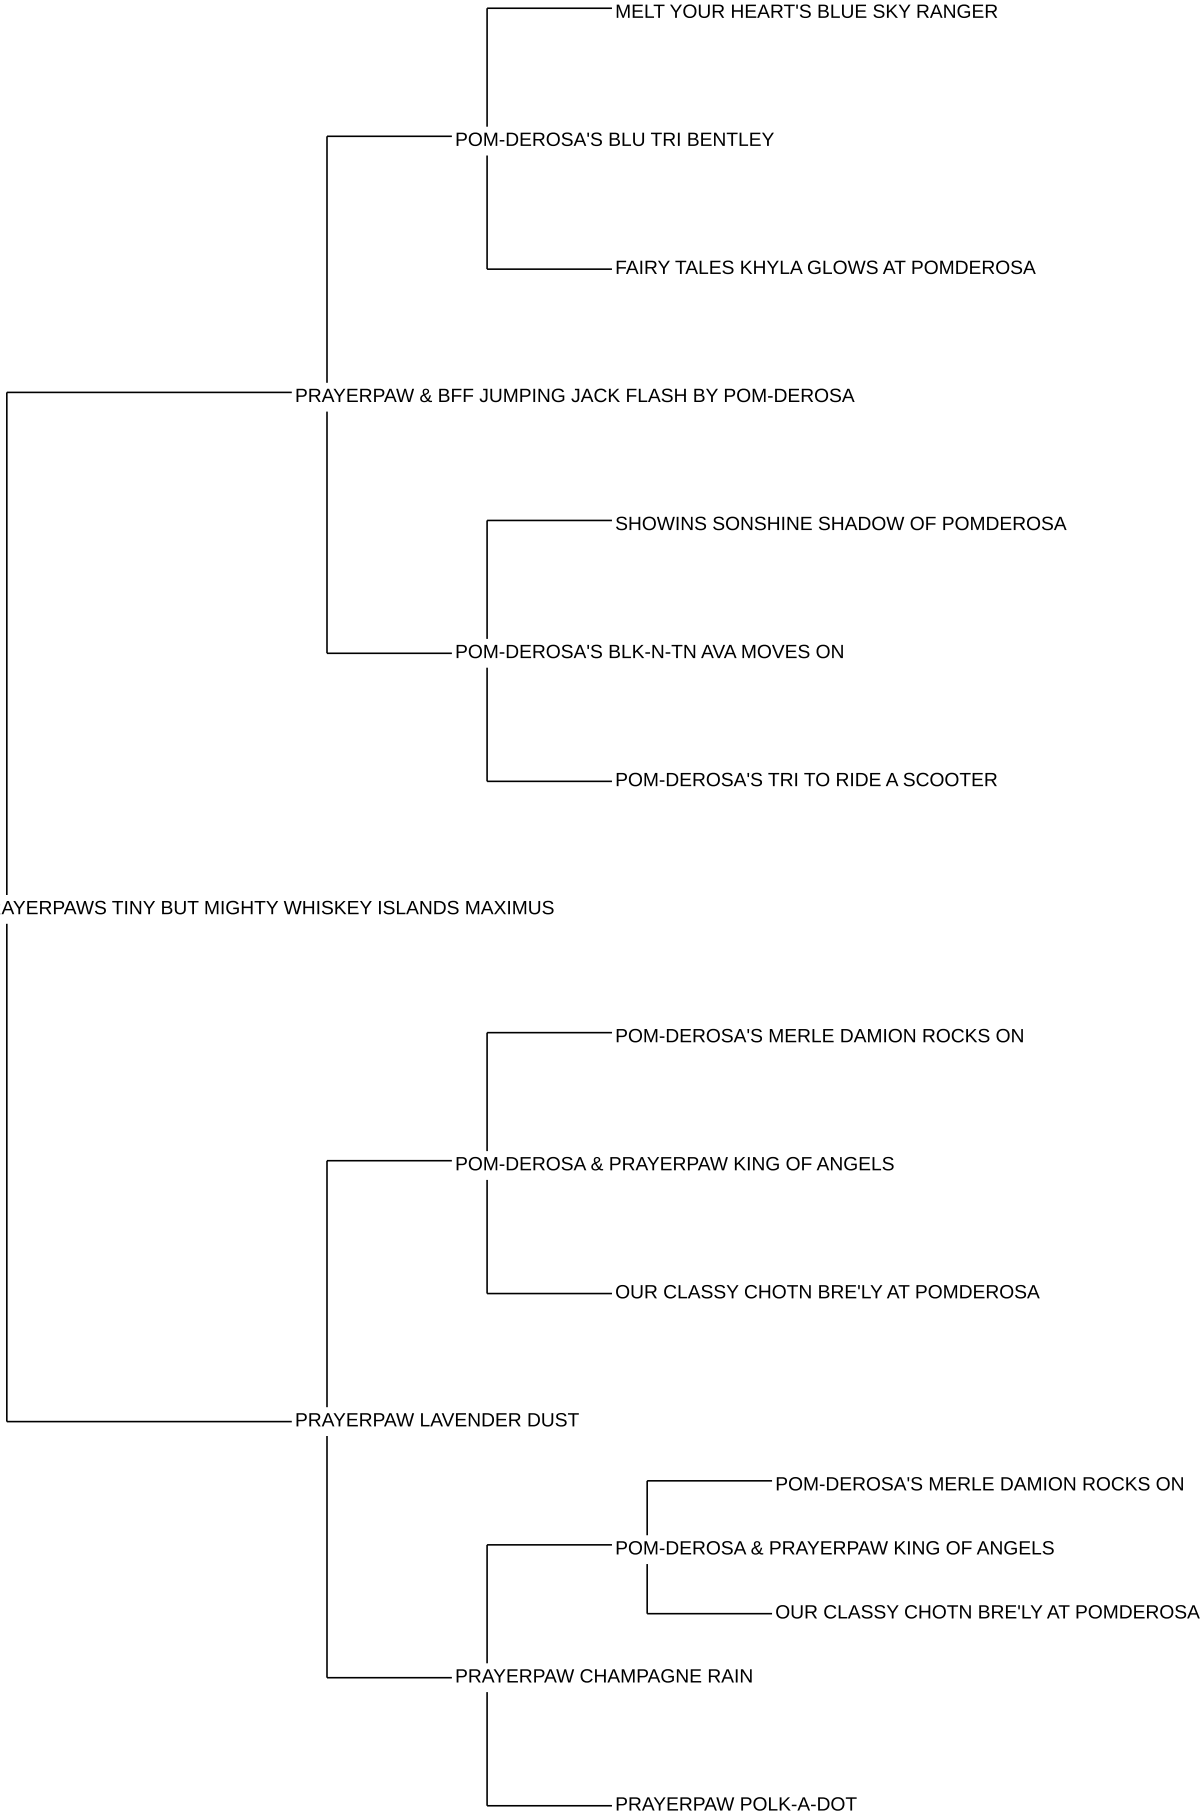 MELT YOUR HEART'S BLUE SKY RANGER
POM-DEROSA'S BLU TRI BENTLEY
FAIRY TALES KHYLA GLOWS AT POMDEROSA
PRAYERPAW & BFF JUMPING JACK FLASH BY POM-DEROSA
SHOWINS SONSHINE SHADOW OF POMDEROSA
POM-DEROSA'S BLK-N-TN AVA MOVES ON
POM-DEROSA'S TRI TO RIDE A SCOOTER
AYERPAWS TINY BUT MIGHTY WHISKEY ISLANDS MAXIMUS
POM-DEROSA'S MERLE DAMION ROCKS ON
POM-DEROSA & PRAYERPAW KING OF ANGELS
OUR CLASSY CHOTN BRE'LY AT POMDEROSA
PRAYERPAW LAVENDER DUST
POM-DEROSA'S MERLE DAMION ROCKS ON
POM-DEROSA & PRAYERPAW KING OF ANGELS
OUR CLASSY CHOTN BRE'LY AT POMDEROSA
PRAYERPAW CHAMPAGNE RAIN
PRAYERPAW POLK-A-DOT